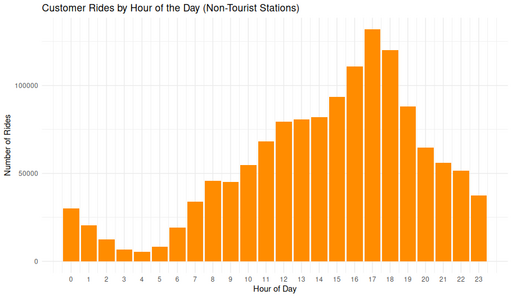 Customer Rides by Hour of the Day (Non-Tourist Stations)
Number of Rides
100000
50000
0
0 1 2 3 4 5 6 7 8 9 10 11 12 13 14 15 16 17 18 19 20 21 22 23
Hour of Day